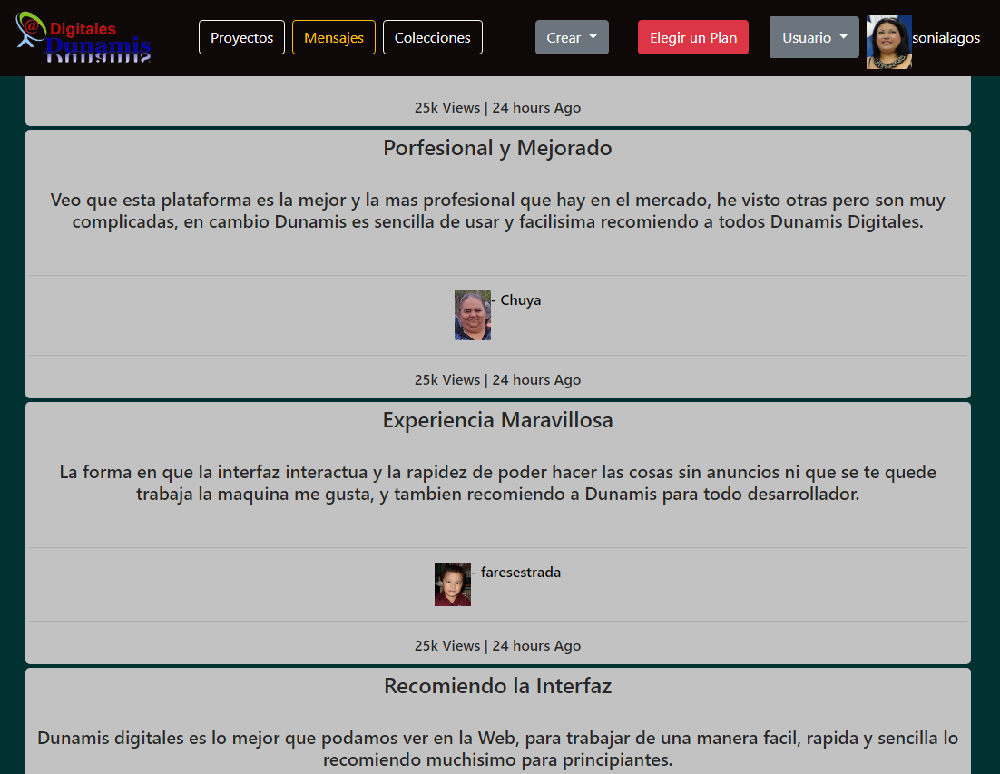 @ Digitales
Dunamis
Proyectos
Mensajes
Colecciones
Crear
Elegir un Plan
Usuario
sonialagos
25k Views | 24 hours Ago
Porfesional y Mejorado
Veo que esta plataforma es la mejor y la mas profesional que hay en el mercado, he visto otras pero son muy
complicadas, en cambio Dunamis es sencilla de usar y facilisima recomiendo a todos Dunamis Digitales.
- Chuya
25k Views | 24 hours Ago
Experiencia Maravillosa
La forma en que la interfaz interactua y la rapidez de poder hacer las cosas sin anuncios ni que se te quede
trabaja la maquina me gusta, y tambien recomiendo a Dunamis para todo desarrollador.
- faresestrada
25k Views | 24 hours Ago
Recomiendo la Interfaz
Dunamis digitales es lo mejor que podamos ver en la Web, para trabajar de una manera facil, rapida y sencilla lo
recomiendo muchisimo para principiantes.